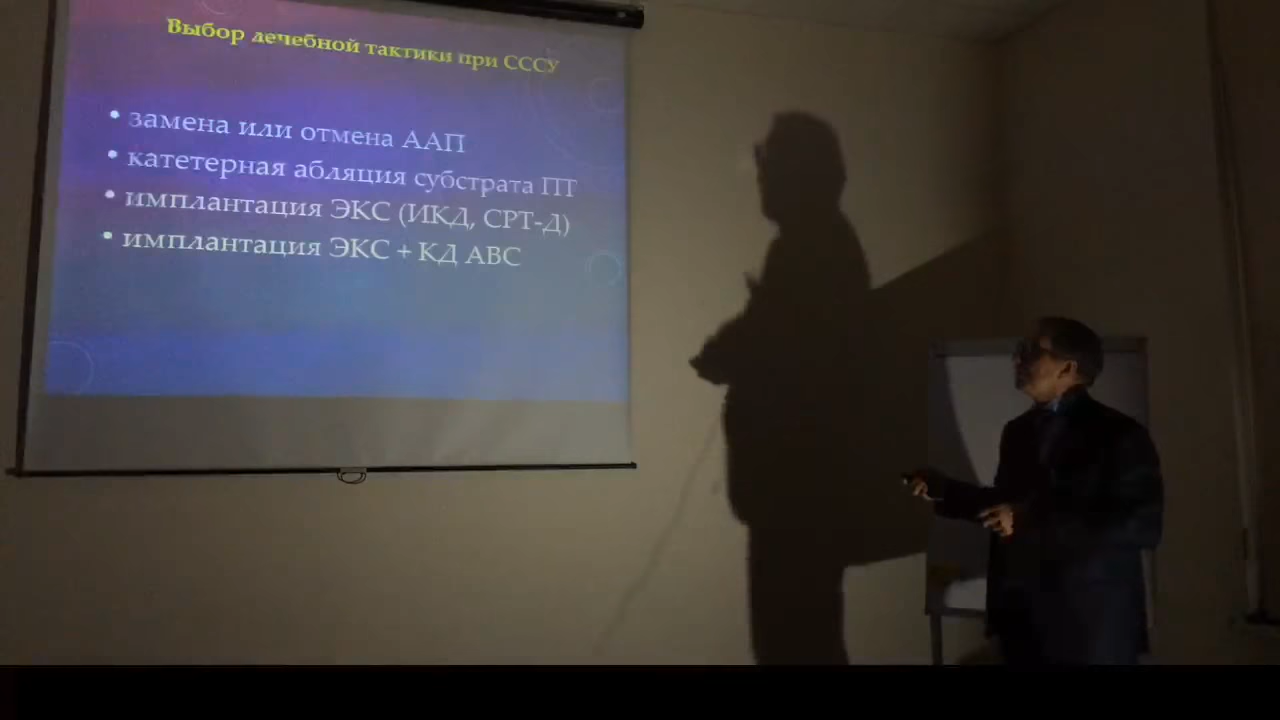 Выбор лечебной тактики при СССУ
• замена или отмена ААП
• катетерная абляция субстрата ПТ
• имплантация ЭКС (ИКД, СРТ-Д)
• имплантация ЭКС + КД АВС